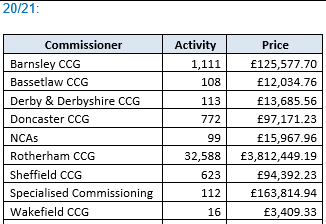 20/21:
Commissioner Activity Price
Barnsley CCG 1,111 £125,577.70
Bassetlaw CCG 108 £12,034.76
Derby & Derbyshire CCG 113 £13,685.56
Doncaster CCG 772 £97,171.23
NCAs 99 £15,967.96
Rotherham CCG 32,588 £3,812,449.19
Sheffield CCG 623 £94,392.23
Specialised Commissioning 112 £163,814.94
Wakefield CCG 16 £3,409.33